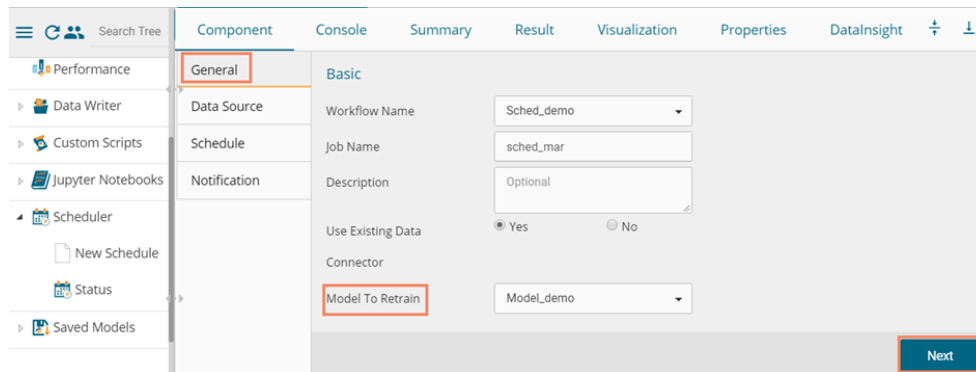 Search Tree
Component Console Summary Result Visualization Properties DataInsight
Performance
Data Writer
Custom Scripts
Jupyter Notebooks
Scheduler
New Schedule
Status
Saved Models
General
Data Source
Schedule
Notification
Basic
Workflow Name Sched_demo
Job Name sched_mar
Description Optional
Use Existing Data Yes No
Connector
Model To Retrain Model_demo
Next